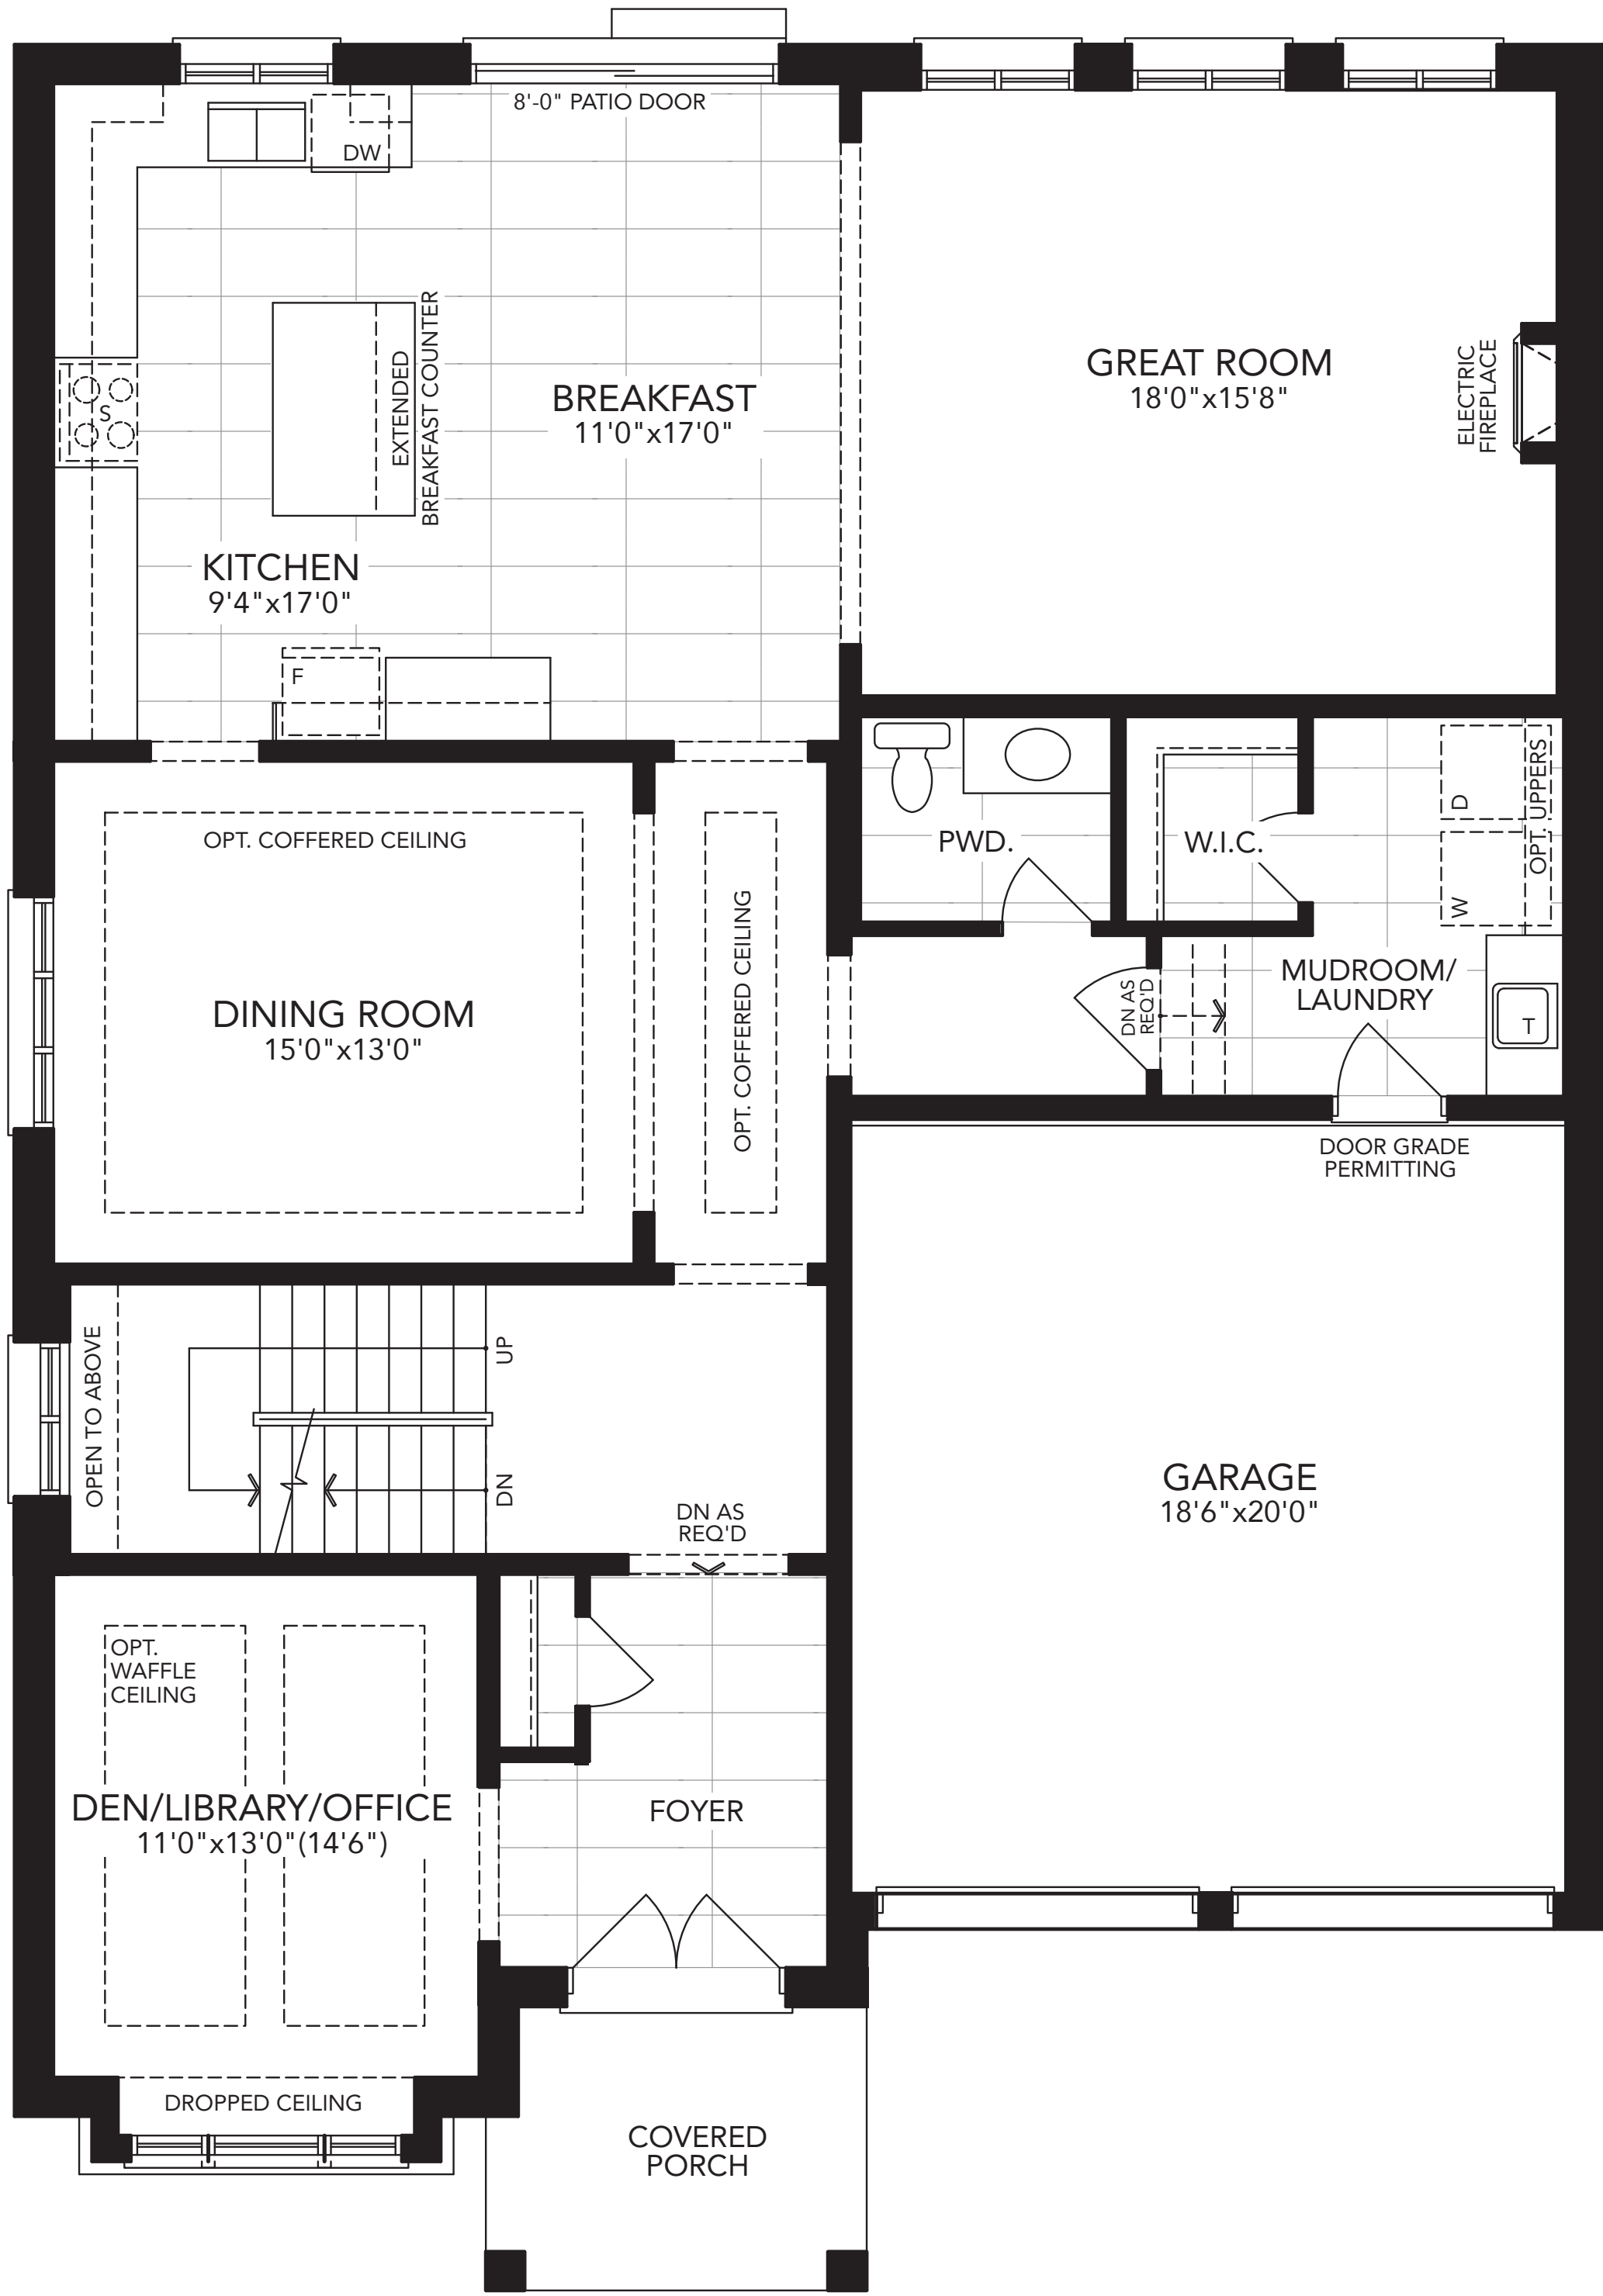 8'-0" PATIO DOOR
DW
S
EXTENDED
BREAKFAST COUNTER
BREAKFAST
11'0"x17'0"
GREAT ROOM
18'0"x15'8"
ELECTRIC
FIREPLACE
KITCHEN
9'4"x17'0"
F
OPT. COFFERED CEILING
PWD.
W.I.C.
D
W
OPT. UPPERS
DINING ROOM
15'0"x13'0"
OPT. COFFERED CEILING
DN AS
REQ'D
MUDROOM/
LAUNDRY
T
DOOR GRADE
PERMITTING
OPEN TO ABOVE
UP
DN
DN AS
REQ'D
GARAGE
18'6"x20'0"
OPT.
WAFFLE
CEILING
DEN/LIBRARY/OFFICE
11'0"x13'0"(14'6")
FOYER
DROPPED CEILING
COVERED
PORCH